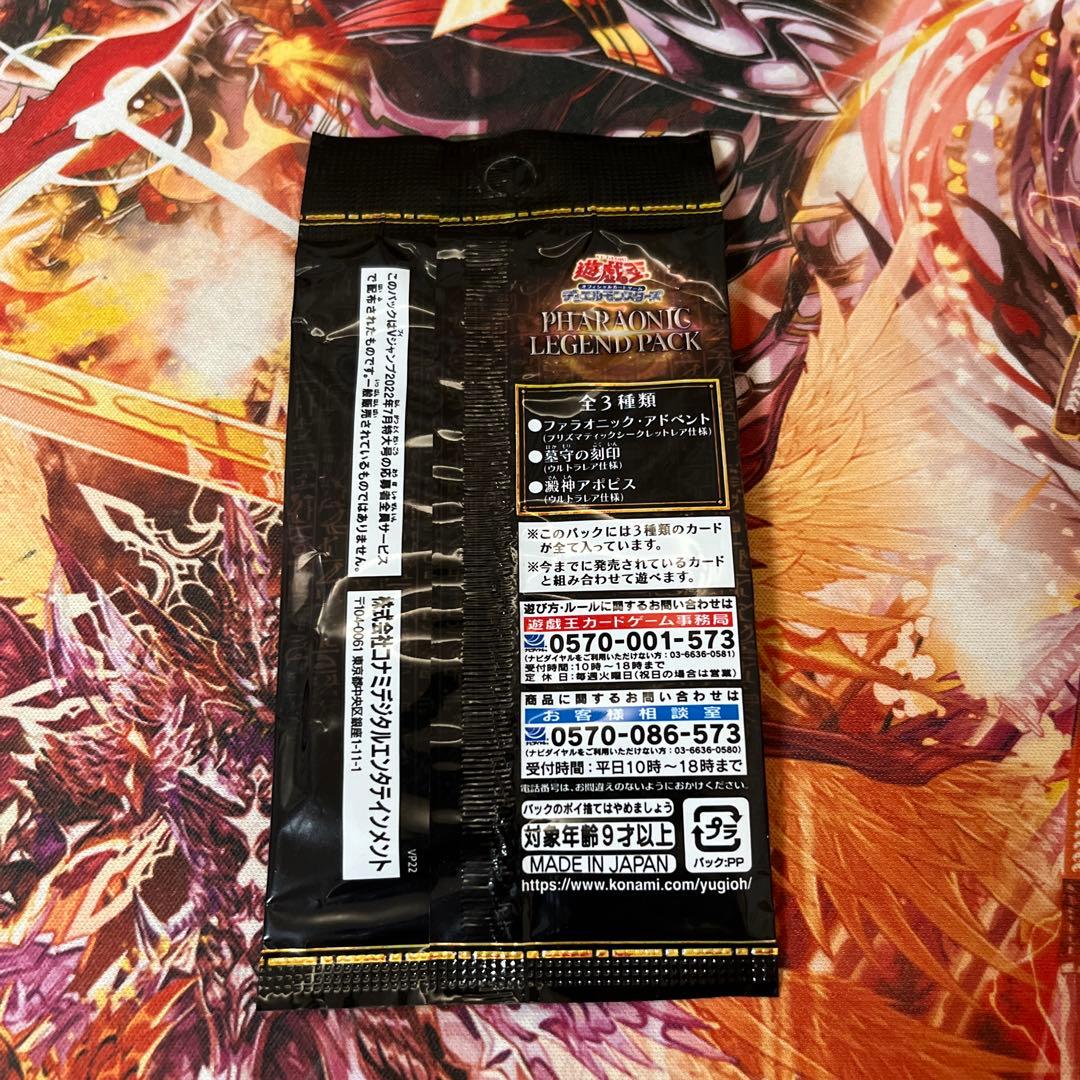 遊戯王
オフィシャルカードゲーム
デュエルモンスターズ
PHARAONIC
LEGEND PACK
全3種類
●ファラオニック・アドベント
(プリズマティックシークレットレア仕様)
●墓守の刻印
(ウルトラレア仕様)
●澱神アポピス
(ウルトラレア仕様)
※このパックには3種類のカード
が全て入っています。
※今までに発売されているカード
と組み合わせて遊べます。
遊び方・ルールに関するお問い合わせは
遊戯王カードゲーム事務局
0570-001-573
(ナビダイヤルをご利用いただけない方:03-6636-0581)
受付時間:10時〜18時まで
定休日:毎週火曜日(祝日の場合は営業)
商品に関するお問い合わせは
お客様相談室
0570-086-573
(ナビダイヤルをご利用いただけない方:03-6636-0580)
受付時間:平日10時〜18時まで
電話番号は、お間違えのないようにおかけください。
パックのポイ捨てはやめましょう
対象年齢9才以上
MADE IN JAPAN
プラ
パック:PP
https://www.konami.com/yugioh/
このパックはVジャンプ2022年7月特大号の応募者全員サービス
で配布されたものです。一般販売されているものではありません。
株式会社コナミデジタルエンタテインメント
〒104-0061 東京都中央区銀座1-11-1
VP22